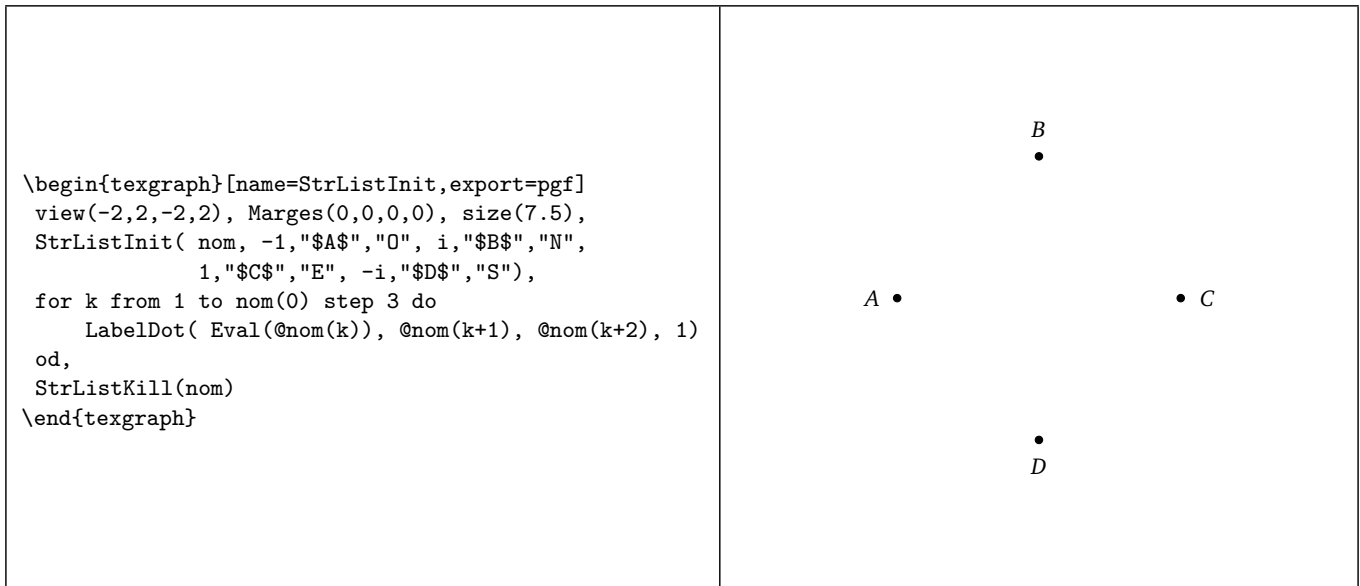 \begin{texgraph}[name=StrListInit,export=pgf]
 view(-2,2,-2,2), Marges(0,0,0,0), size(7.5),
 StrListInit( nom, -1,"$A$","O", i,"$B$","N",
              1,"$C$","E", -i,"$D$","S"),
 for k from 1 to nom(0) step 3 do
     LabelDot( Eval(@nom(k)), @nom(k+1), @nom(k+2), 1)
 od,
 StrListKill(nom)
\end{texgraph}
B
A
C
D